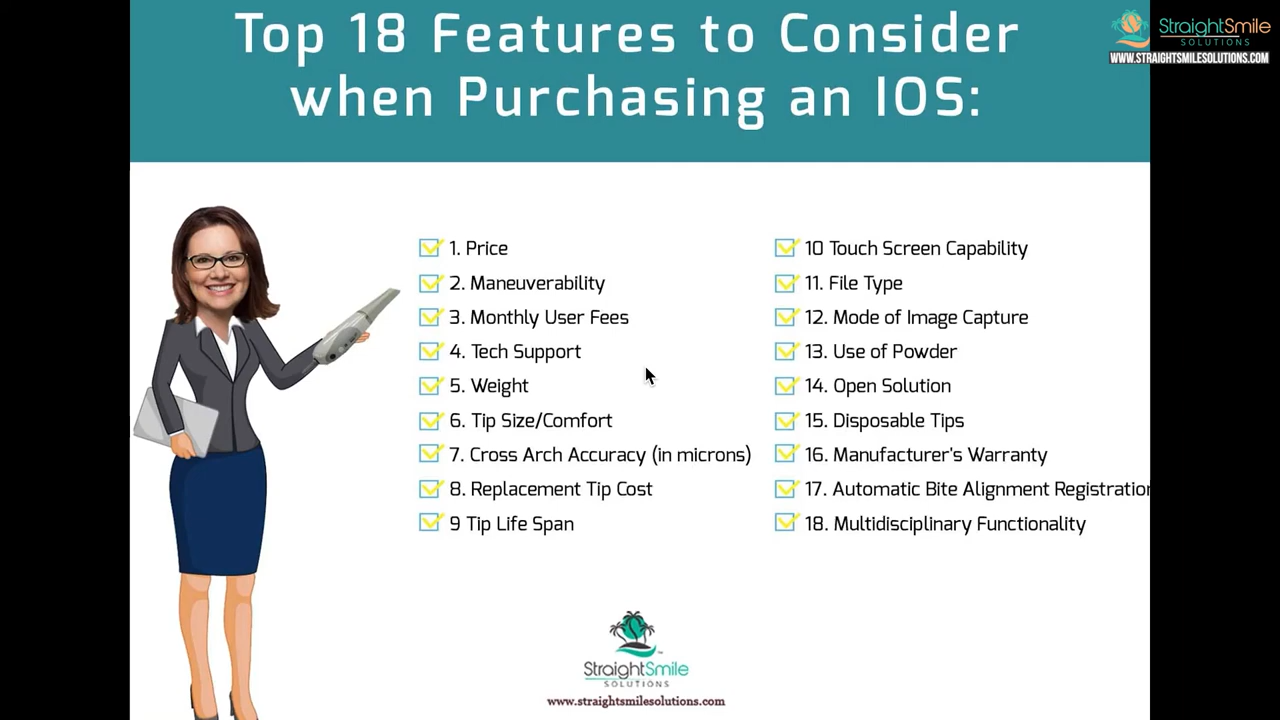 Top 18 Features to Consider
when Purchasing an IOS:
StraightSmile
SOLUTIONS
WWW.STRAIGHTSMILESOLUTIONS.COM
1. Price
2. Maneuverability
3. Monthly User Fees
4. Tech Support
5. Weight
6. Tip Size/Comfort
7. Cross Arch Accuracy (in microns)
8. Replacement Tip Cost
9 Tip Life Span
10 Touch Screen Capability
11. File Type
12. Mode of Image Capture
13. Use of Powder
14. Open Solution
15. Disposable Tips
16. Manufacturer's Warranty
17. Automatic Bite Alignment Registration
18. Multidisciplinary Functionality
StraightSmile
SOLUTIONS
www.straightsmilesolutions.com